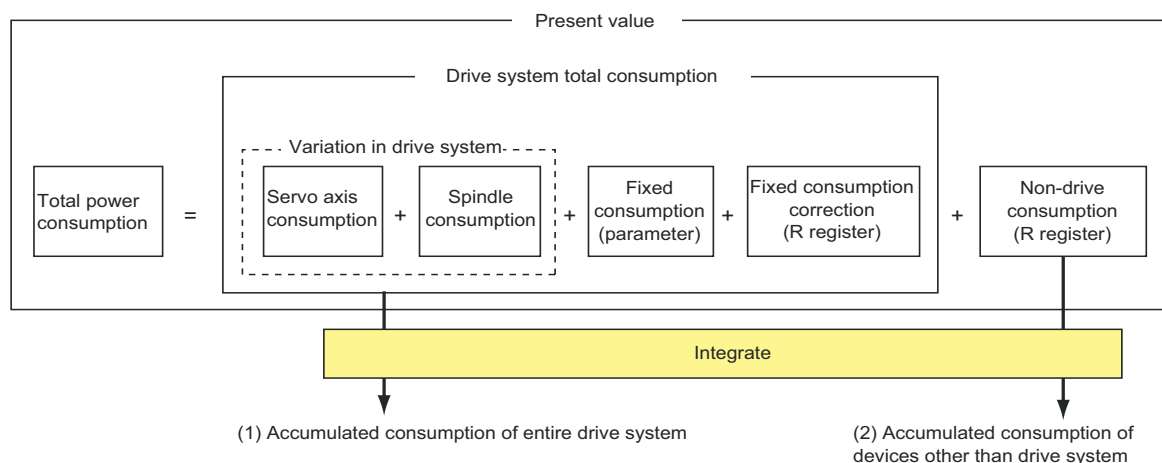 Present value
Drive system total consumption
Variation in drive system
Total power
consumption
=
Servo axis
consumption
+
Spindle
consumption
+
Fixed
consumption
(parameter)
+
Fixed consumption
correction
(R register)
+
Non-drive
consumption
(R register)
Integrate
(1) Accumulated consumption of entire drive system
(2) Accumulated consumption of
devices other than drive system